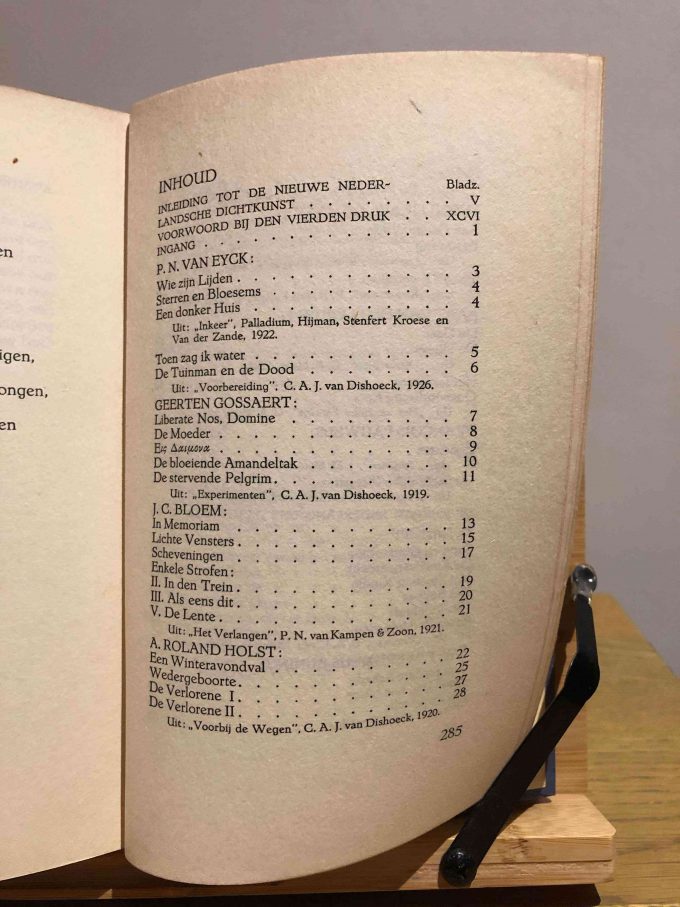 en
igen,
ongen,
en
INHOUD
Bladz.
INLEIDING TOT DE NIEUWE NEDER-
LANDSCHE DICHTKUNST . . . . . . . V
VOORWOORD BIJ DEN VIERDEN DRUK . . XCVI
INGANG . . . . . . . . . . . . . 1
P. N. VAN EYCK:
Wie zijn Lijden . . . . . . . . . . . 3
Sterren en Bloesems . . . . . . . . . 4
Een donker Huis . . . . . . . . . . . 4
Uit: „Inkeer", Palladium, Hijman, Stenfert Kroese en
Van der Zande, 1922.
Toen zag ik water . . . . . . . . . . 5
De Tuinman en de Dood . . . . . . . . 6
Uit: „Voorbereiding", C. A. J. van Dishoeck, 1926.
GEERTEN GOSSAERT:
Liberate Nos, Domine . . . . . . . . 7
De Moeder . . . . . . . . . . . . . 8
Εις Δαιμονα . . . . . . . . . . . . 9
De bloeiende Amandeltak . . . . . . . 10
De stervende Pelgrim . . . . . . . . . 11
Uit: „Experimenten", C. A. J. van Dishoeck, 1919.
J. C. BLOEM:
In Memoriam . . . . . . . . . . . . 13
Lichte Vensters . . . . . . . . . . . 15
Scheveningen . . . . . . . . . . . . 17
Enkele Strofen:
II. In den Trein . . . . . . . . . . . 19
III. Als eens dit . . . . . . . . . . . 20
V. De Lente . . . . . . . . . . . . 21
Uit: „Het Verlangen", P. N. van Kampen & Zoon, 1921.
A. ROLAND HOLST:
Een Winteravondval . . . . . . . . . 22
Wedergeboorte . . . . . . . . . . . 25
De Verlorene I . . . . . . . . . . . 27
De Verlorene II . . . . . . . . . . . 28
Uit: „Voorbij de Wegen", C. A. J. van Dishoeck, 1920.
285